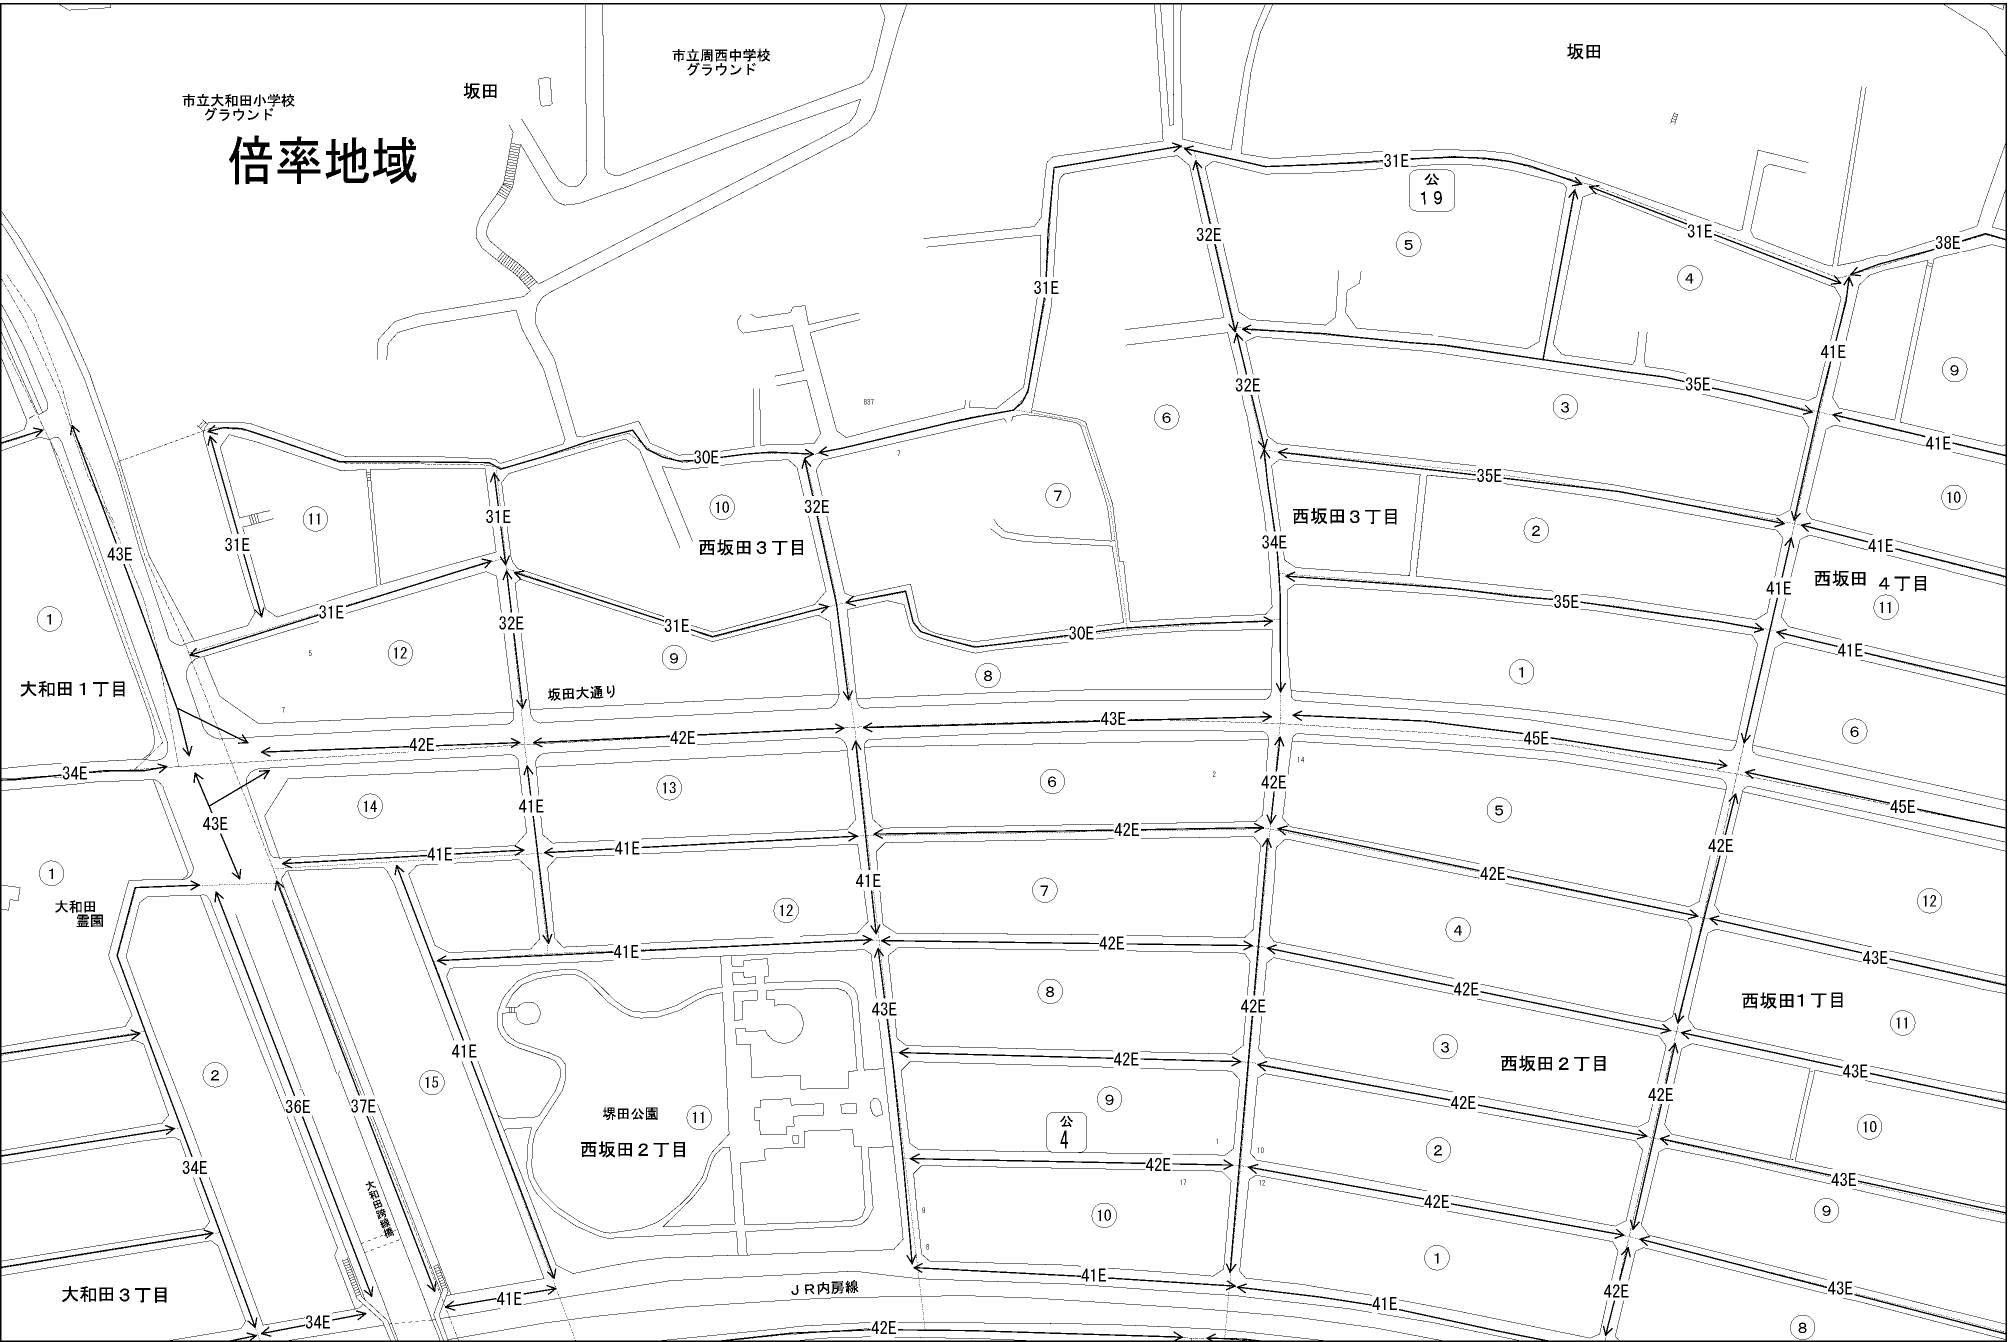 市立周西中学校
グラウンド
坂田
坂田
市立大和田小学校
グラウンド
倍率地域
31E
公
19
32E
31E
38E
5
4
31E
41E
9
32E
35E
3
6
837
41E
30E
7
35E
7
10
32E
10
11
31E
西坂田3丁目
2
西坂田3丁目
34E
31E
41E
43E
西坂田 4丁目
41E
35E
11
1
31E
32E
31E
30E
41E
12
5
9
8
1
大和田1丁目
坂田大通り
7
43E
6
42E
42E
45E
34E
14
2
6
42E
13
5
14
41E
45E
43E
42E
41E
41E
42E
1
42E
41E
7
12
大和田
霊園
12
4
41E
42E
43E
42E
8
43E
42E
西坂田1丁目
11
41E
3
42E
西坂田2丁目
2
15
43E
42E
42E
36E
37E
堺田公園
11
9
公
4
10
西坂田2丁目
1
10
2
34E
42E
43E
17
12
42E
大和田跨線橋
9
10
9
8
1
41E
43E
JR内房線
42E
大和田3丁目
41E
41E
34E
42E
8